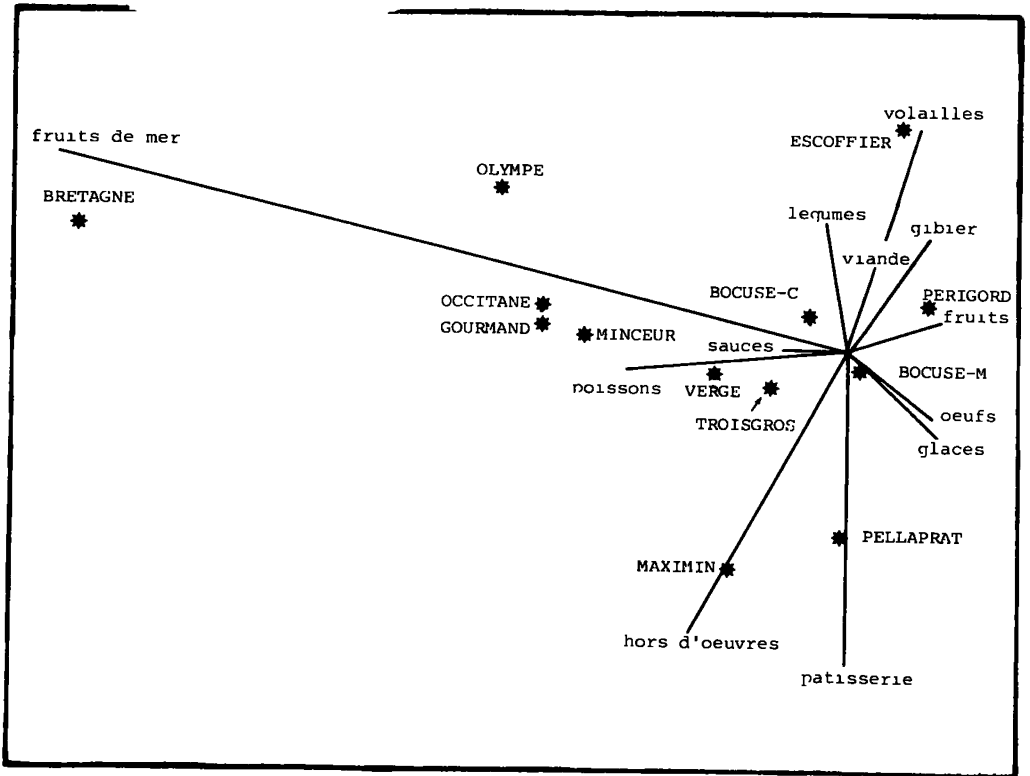 volailles
fruits de mer
ESCOFFIER
OLYMPE
BRETAGNE
legumes
gibier
viande
BOCUSE-C
PERIGORD
OCCITANE
fruits
GOURMAND
MINCEUR
sauces
BOCUSE-M
poissons
VERGE
oeufs
TROISGROS
glaces
PELLAPRAT
MAXIMIN
hors d'oeuvres
patisserie